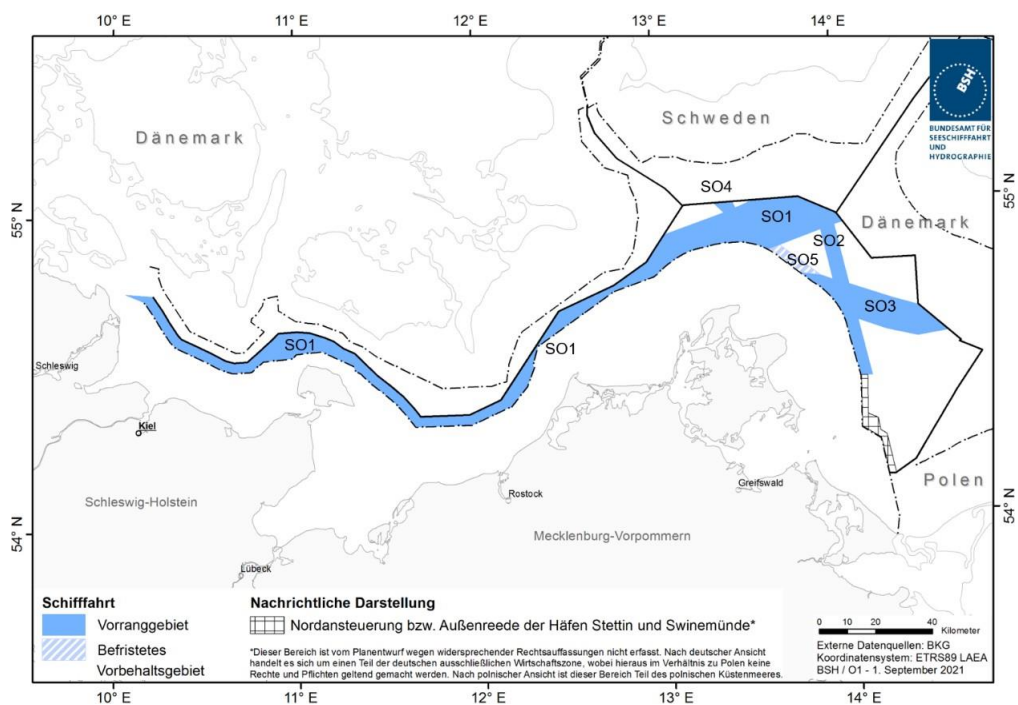 10° E 11° E 12° E 13° E 14° E
BSH
BUNDESAMT FÜR
SEESCHIFFFAHRT
UND
HYDROGRAPHIE
Schweden
Dänemark
SO4
55° N
55° N
SO1
Dänemark
SO2
SO5
SO3
SO1
SO1
Schleswig
Kiel
Polen
Greifswald
Rostock
Schleswig-Holstein
54° N
54° N
Mecklenburg-Vorpommern
Lübeck
Schifffahrt
Vorranggebiet
Befristetes
Vorbehaltsgebiet
Nachrichtliche Darstellung
Nordansteuerung bzw. Außenreede der Häfen Stettin und Swinemünde*
*Dieser Bereich ist vom Planentwurf wegen widersprechender Rechtsauffassungen nicht erfasst. Nach deutscher Ansicht
handelt es sich um einen Teil der deutschen ausschließlichen Wirtschaftszone, wobei hieraus im Verhältnis zu Polen keine
Rechte und Pflichten geltend gemacht werden. Nach polnischer Ansicht ist dieser Bereich Teil des polnischen Küstenmeeres.
0 10 20 40
Kilometer
Externe Datenquellen: BKG
Koordinatensystem: ETRS89 LAEA
BSH / O1 - 1. September 2021
10° E 11° E 12° E 13° E 14° E